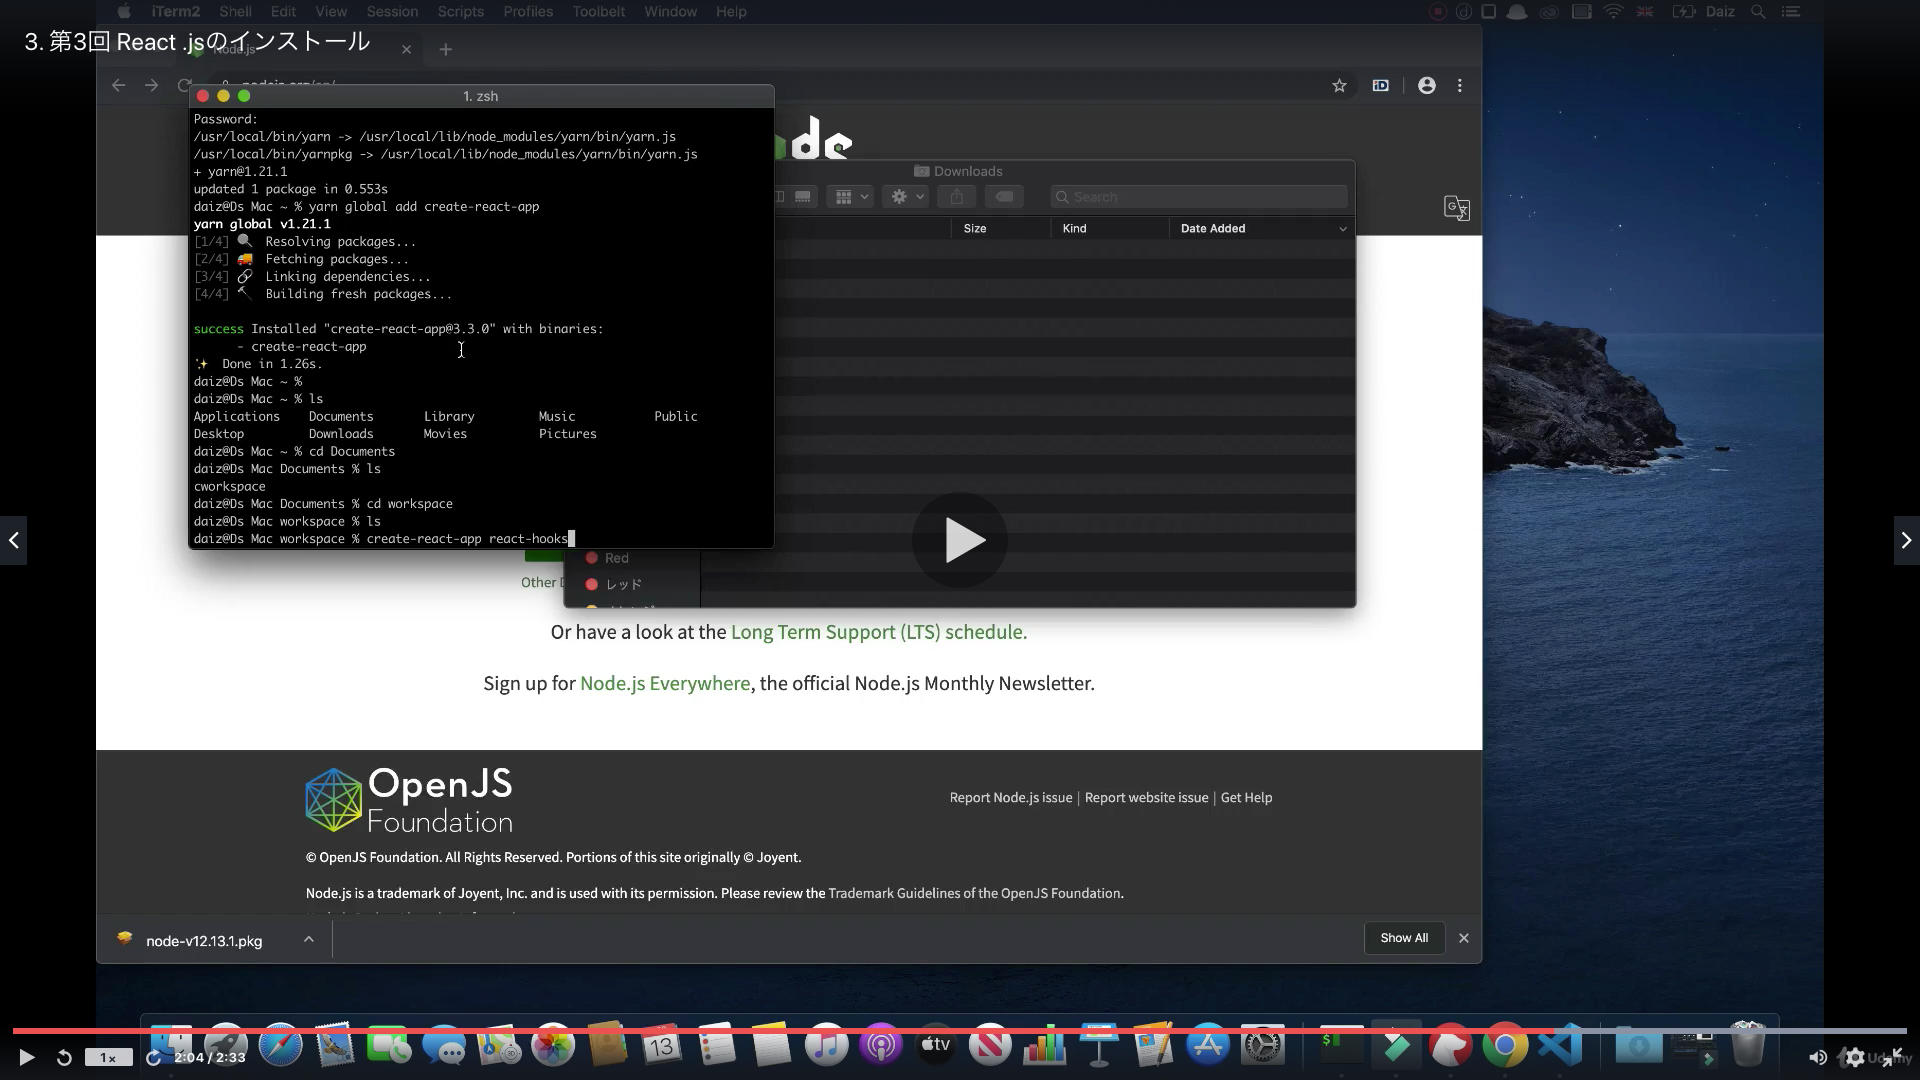 iTerm2 Shell Edit View Session Scripts Profiles Toolbelt Window Help Daiz
3. 第3回 React .jsのインストール
1. zsh
Password:
/usr/local/bin/yarn -> /usr/local/lib/node_modules/yarn/bin/yarn.js
/usr/local/bin/yarnpkg -> /usr/local/lib/node_modules/yarn/bin/yarn.js
+ yarn@1.21.1
updated 1 package in 0.553s
daiz@Ds Mac ~ % yarn global add create-react-app
yarn global v1.21.1
[1/4] Resolving packages...
[2/4] Fetching packages...
[3/4] Linking dependencies...
[4/4] Building fresh packages...
success Installed "create-react-app@3.3.0" with binaries:
- create-react-app
Done in 1.26s.
daiz@Ds Mac ~ %
daiz@Ds Mac ~ % ls
Applications Documents Library Music Public
Desktop Downloads Movies Pictures
daiz@Ds Mac ~ % cd Documents
daiz@Ds Mac Documents % ls
cworkspace
daiz@Ds Mac Documents % cd workspace
daiz@Ds Mac workspace % ls
daiz@Ds Mac workspace % create-react-app react-hooks
Downloads
Search
Size Kind Date Added
Red
レッド
Other
Or have a look at the Long Term Support (LTS) schedule.
Sign up for Node.js Everywhere, the official Node.js Monthly Newsletter.
OpenJS
Foundation
Report Node.js issue | Report website issue | Get Help
© OpenJS Foundation. All Rights Reserved. Portions of this site originally © Joyent.
Node.js is a trademark of Joyent, Inc. and is used with its permission. Please review the Trademark Guidelines of the OpenJS Foundation.
node-v12.13.1.pkg
Show All
13
tv
1x
2:04 / 2:33
Udemy